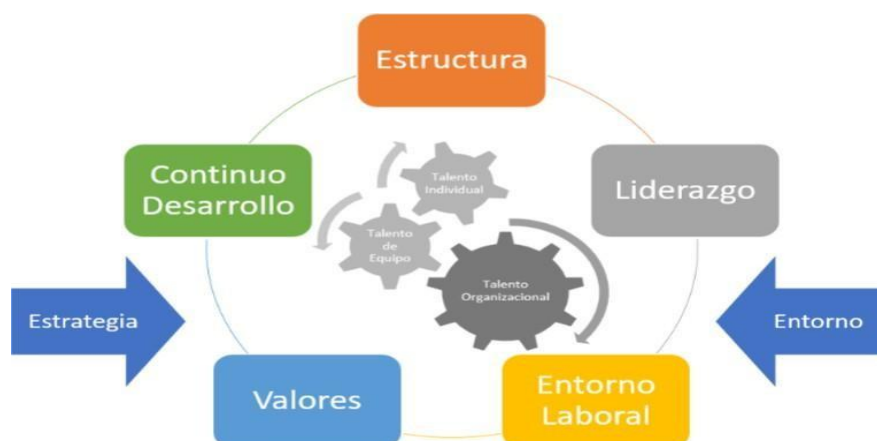 Estructura
Continuo
Desarrollo
Liderazgo
Talento
Individual
Talento
de
Equipo
Talento
Organizacional
Estrategia
Entorno
Valores
Entorno
Laboral